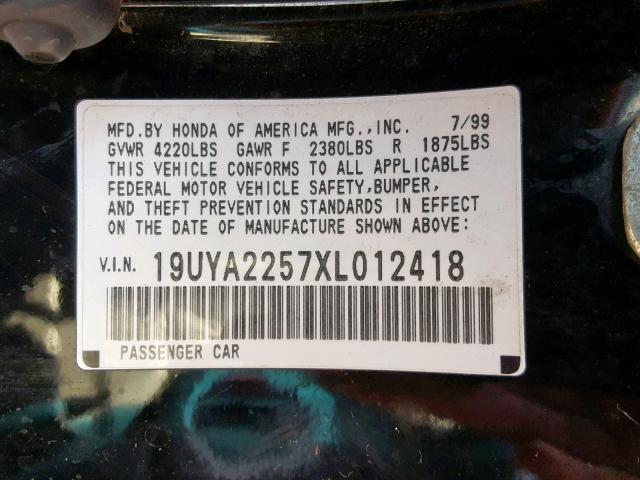 MFD.BY HONDA OF AMERICA MFG.,INC. 7/99
GVWR 4220LBS GAWR F 2380LBS R 1875LBS
THIS VEHICLE CONFORMS TO ALL APPLICABLE
FEDERAL MOTOR VEHICLE SAFETY,BUMPER,
AND THEFT PREVENTION STANDARDS IN EFFECT
ON THE DATE OF MANUFACTURE SHOWN ABOVE:
V.I.N. 19UYA2257XL012418
PASSENGER CAR